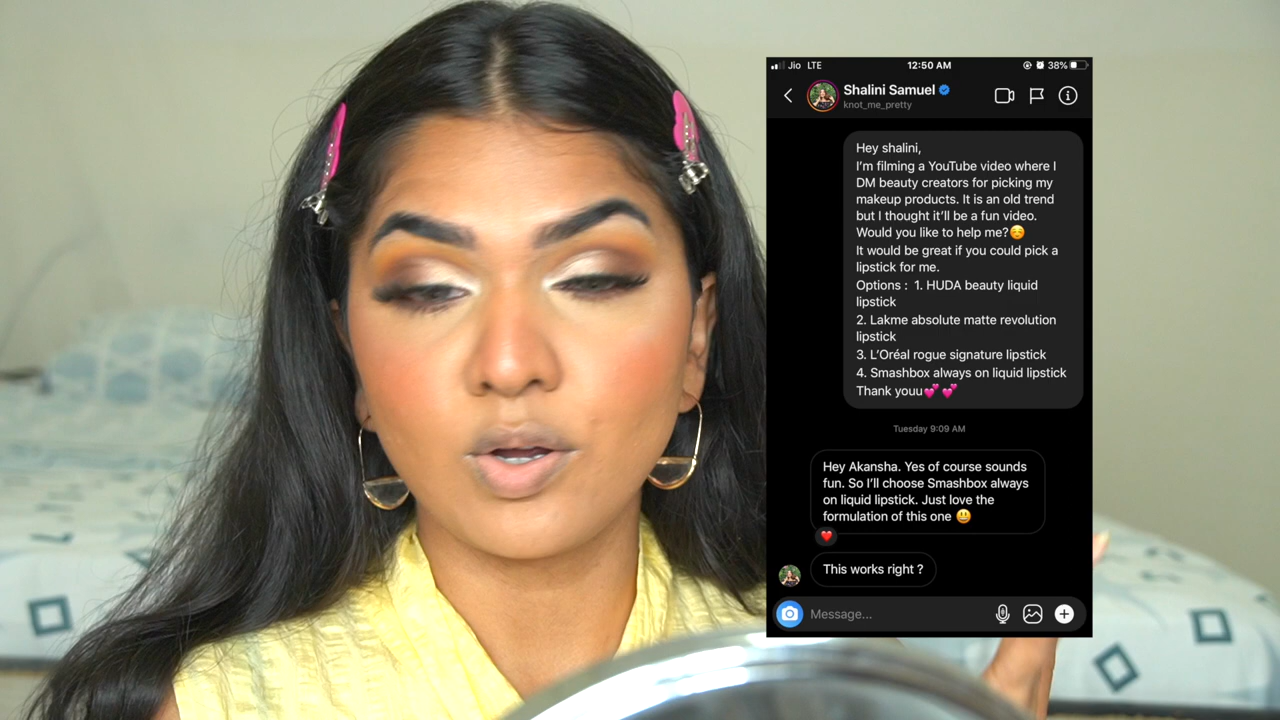 Jio LTE 12:50 AM 38%
Shalini Samuel
knot_me_pretty
Hey shalini,
I'm filming a YouTube video where I
DM beauty creators for picking my
makeup products. It is an old trend
but I thought it'll be a fun video.
Would you like to help me?☺️
It would be great if you could pick a
lipstick for me.
Options : 1. HUDA beauty liquid
lipstick
2. Lakme absolute matte revolution
lipstick
3. L'Oréal rogue signature lipstick
4. Smashbox always on liquid lipstick
Thank youu💕 💕
Tuesday 9:09 AM
Hey Akansha. Yes of course sounds
fun. So I'll choose Smashbox always
on liquid lipstick. Just love the
formulation of this one 😃
❤️
This works right ?
Message...